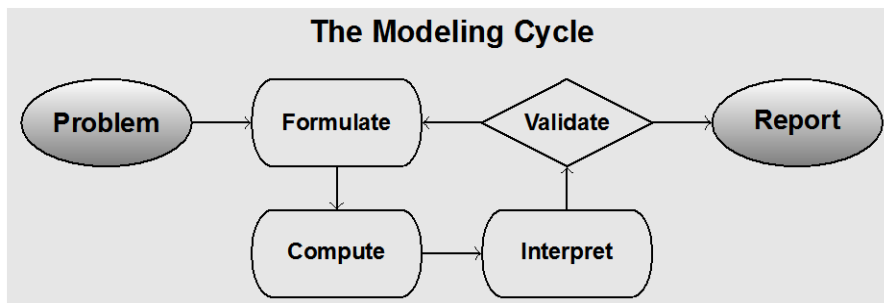 The Modeling Cycle
Problem
Formulate
Validate
Report
Compute
Interpret